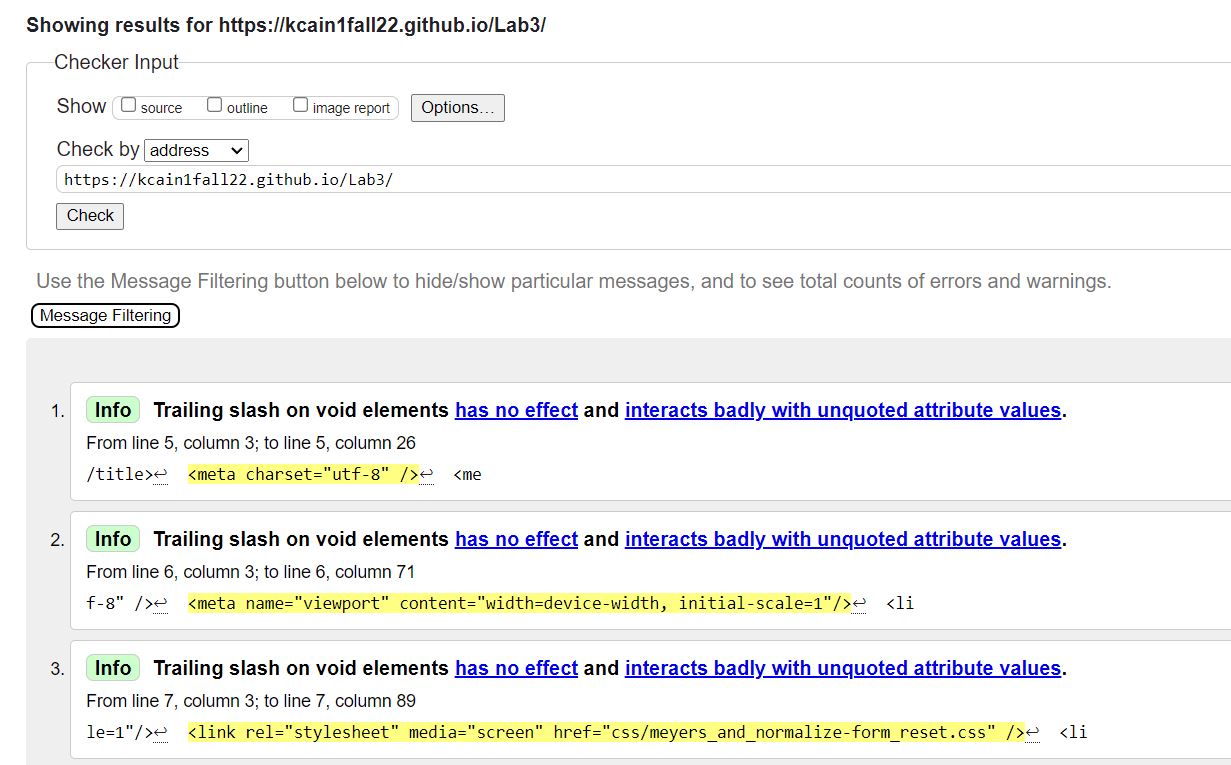 Showing results for https://kcain1fall22.github.io/Lab3/
Checker Input
Show source outline image report Options...
Check by address
https://kcain1fall22.github.io/Lab3/
Check
Use the Message Filtering button below to hide/show particular messages, and to see total counts of errors and warnings.
Message Filtering
1. Info Trailing slash on void elements has no effect and interacts badly with unquoted attribute values.
From line 5, column 3; to line 5, column 26
/title>↩ <meta charset="utf-8" />↩ <me
2. Info Trailing slash on void elements has no effect and interacts badly with unquoted attribute values.
From line 6, column 3; to line 6, column 71
f-8" />↩ <meta name="viewport" content="width=device-width, initial-scale=1"/>↩ <li
3. Info Trailing slash on void elements has no effect and interacts badly with unquoted attribute values.
From line 7, column 3; to line 7, column 89
le=1"/>↩ <link rel="stylesheet" media="screen" href="css/meyers_and_normalize-form_reset.css" />↩ <li